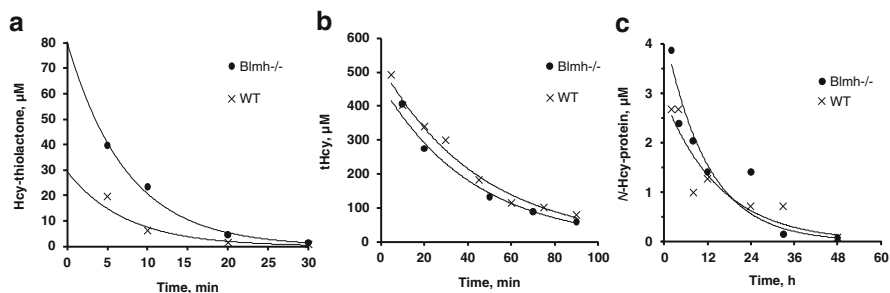 a
Hcy-thiolactone, µM
80
70
60
50
40
30
20
10
0
Blmh-/-
WT
0 5 10 15 20 25 30
Time, min
b
tHcy, µM
600
500
400
300
200
100
0
Blmh-/-
WT
0 20 40 60 80 100
Time, min
c
N-Hcy-protein, µM
4
3
2
1
0
Blmh-/-
WT
0 12 24 36 48 60
Time, h